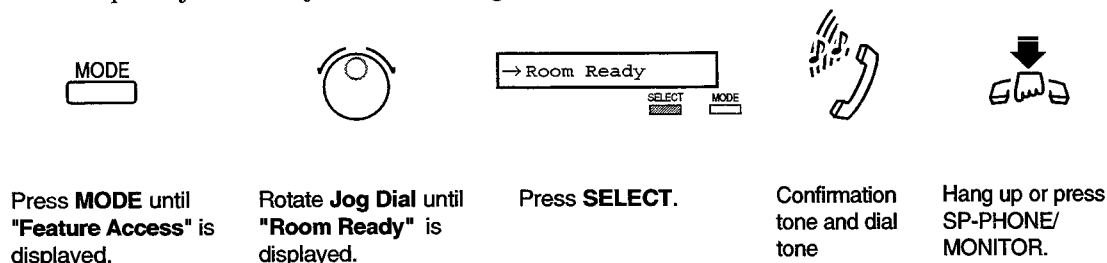 MODE
→Room Ready
SELECT MODE
Press MODE until
"Feature Access" is
displayed.
Rotate Jog Dial until
"Room Ready" is
displayed.
Press SELECT.
Confirmation
tone and dial
tone
Hang up or press
SP-PHONE/
MONITOR.